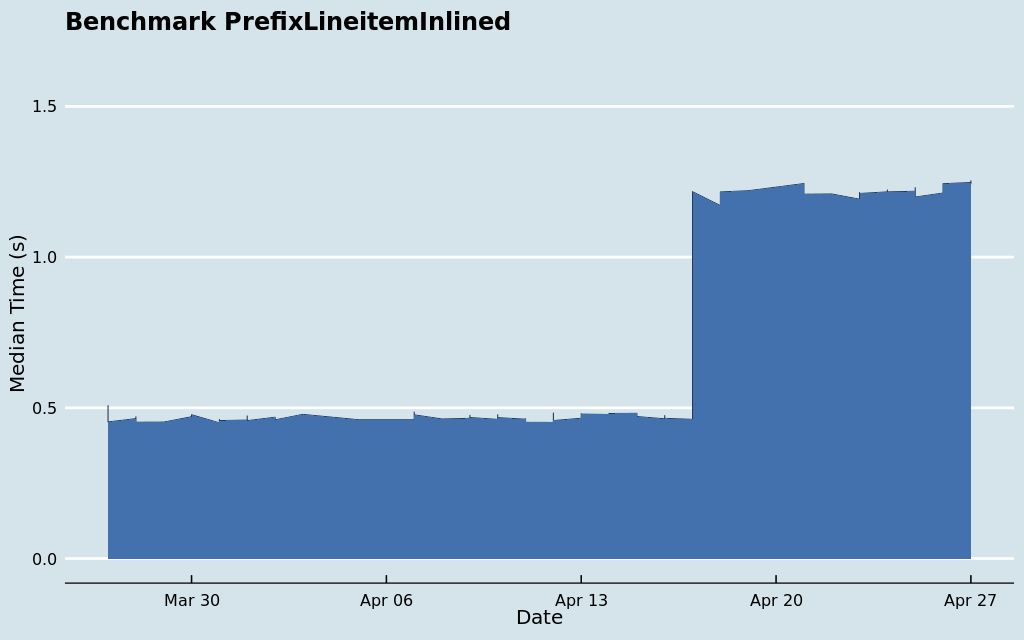 Benchmark PrefixLineitemInlined
Median Time (s)
1.5
1.0
0.5
0.0
Mar 30 Apr 06 Apr 13 Apr 20 Apr 27
Date